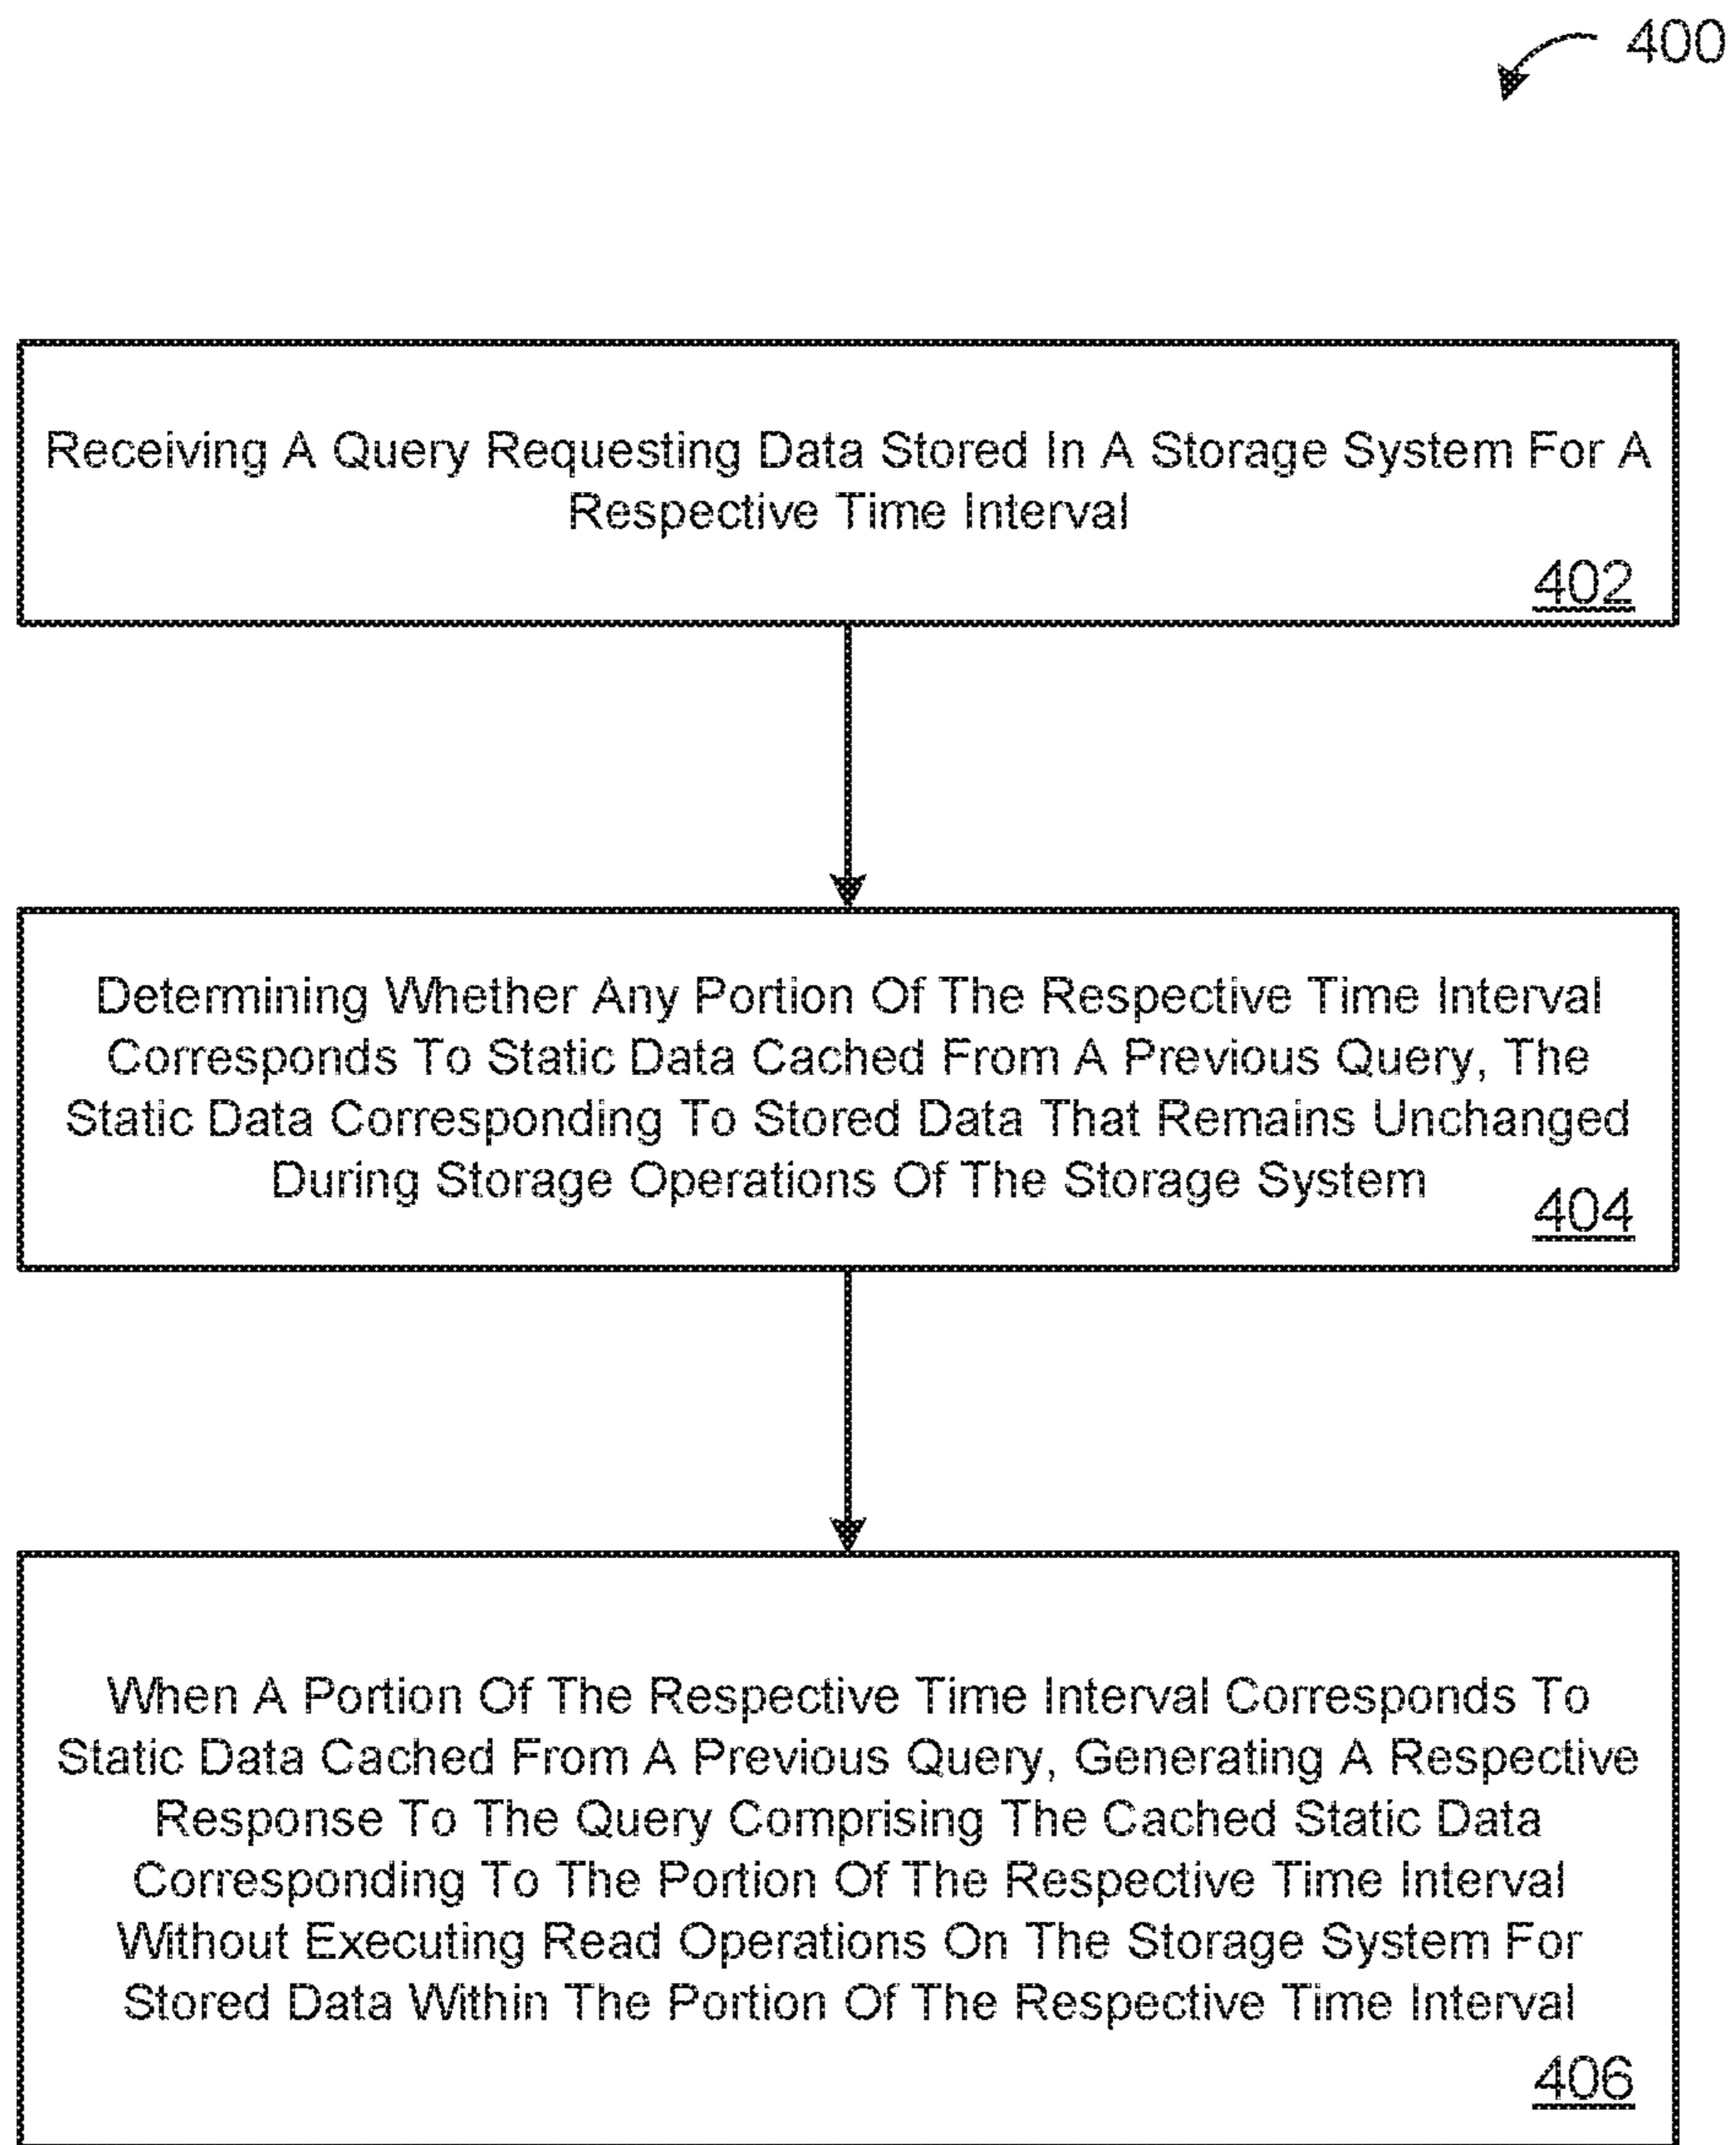 400
Receiving A Query Requesting Data Stored In A Storage System For A
Respective Time Interval
402
Determining Whether Any Portion Of The Respective Time Interval
Corresponds To Static Data Cached From A Previous Query, The
Static Data Corresponding To Stored Data That Remains Unchanged
During Storage Operations Of The Storage System
404
When A Portion Of The Respective Time Interval Corresponds To
Static Data Cached From A Previous Query, Generating A Respective
Response To The Query Comprising The Cached Static Data
Corresponding To The Portion Of The Respective Time Interval
Without Executing Read Operations On The Storage System For
Stored Data Within The Portion Of The Respective Time Interval
406